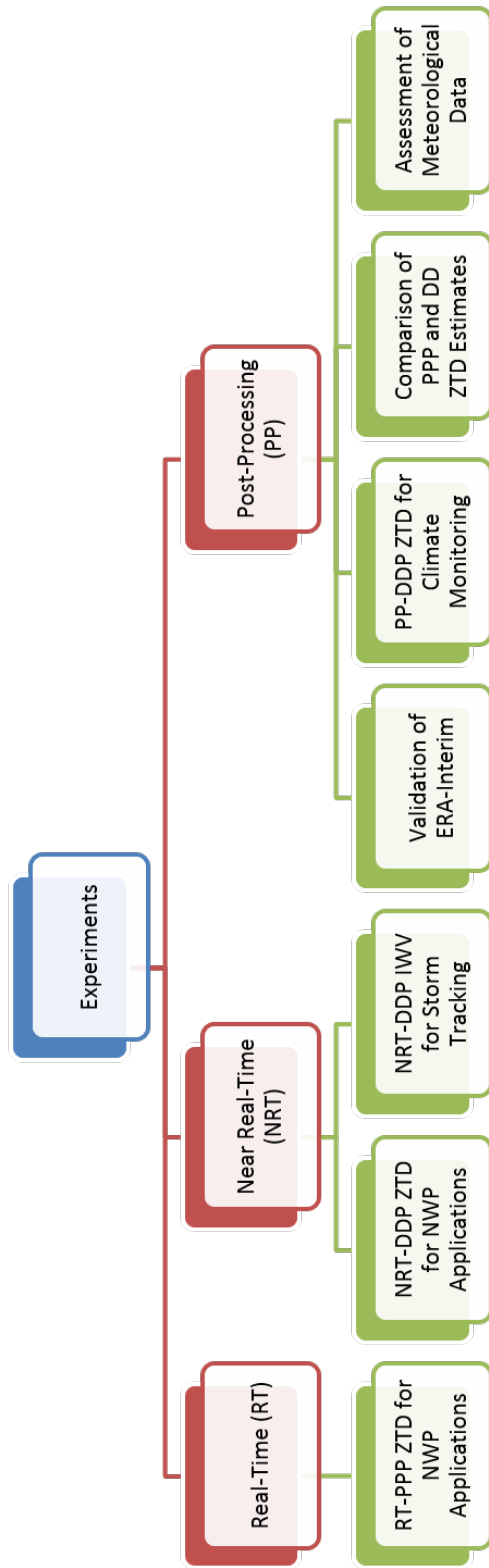 Experiments
Real-Time (RT)
Near Real-Time
(NRT)
Post-Processing
(PP)
RT-PPP ZTD for
NWP
Applications
NRT-DDP ZTD
for NWP
Applications
NRT-DDP IWV
for Storm
Tracking
Validation of
ERA-Interim
PP-DDP ZTD for
Climate
Monitoring
Comparison of
PPP and DD
ZTD Estimates
Assessment of
Meteorological
Data